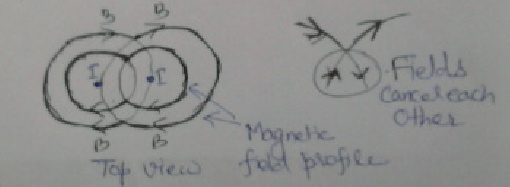 B B
I I
B B
Top view
Magnetic
field profile
Fields
Cancel each
Other